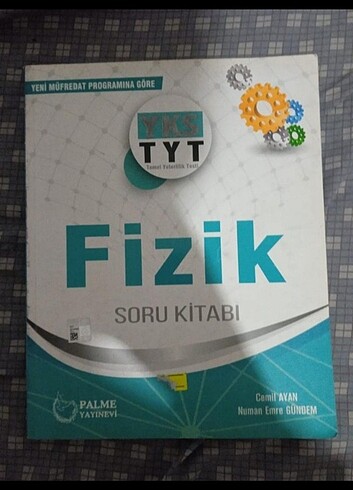 YENİ MÜFREDAT PROGRAMINA GÖRE
YKS
TYT
Temel Yeterlilik Testi
Fizik
SORU KİTABI
Cemil AYAN
Numan Emre GÜNDEM
PALME
YAYINEVİ